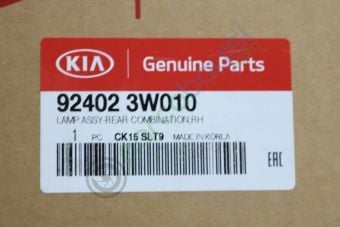 KIA Genuine Parts
92402 3W010
LAMP ASSY-REAR COMBINATION,RH
1 PC CK15 SLT9 MADE IN KOREA
EAC